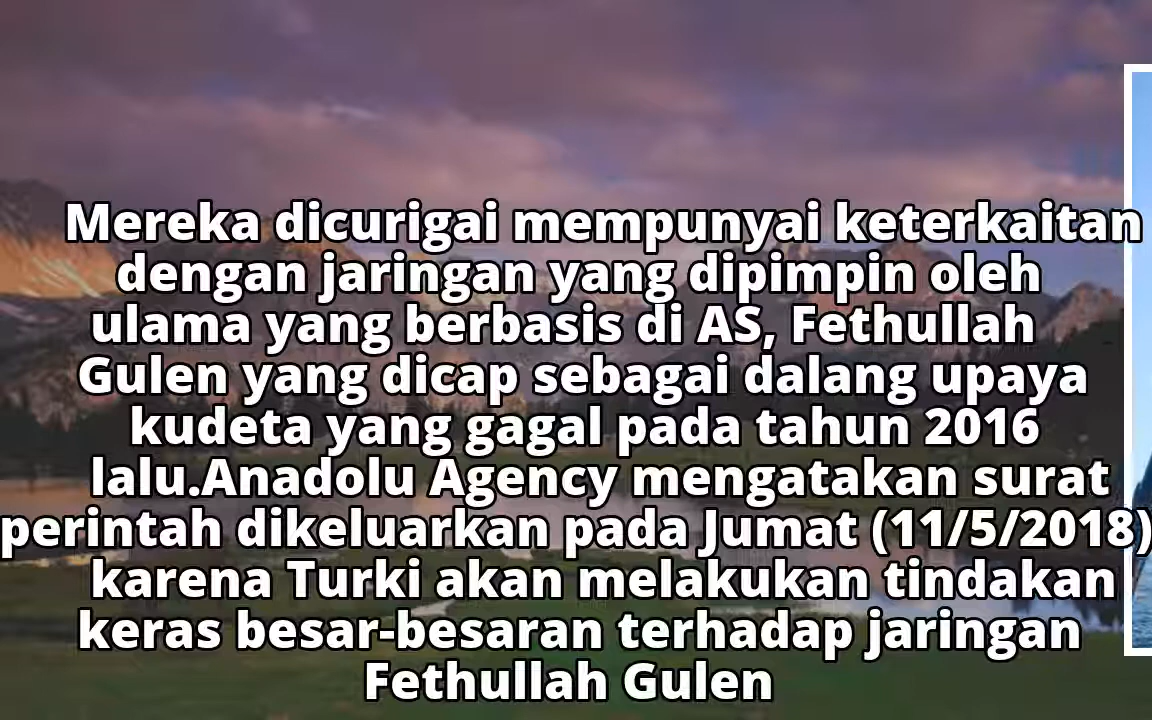 Mereka dicurigai mempunyai keterkaitan
dengan jaringan yang dipimpin oleh
ulama yang berbasis di AS, Fethullah
Gulen yang dicap sebagai dalang upaya
kudeta yang gagal pada tahun 2016
lalu.Anadolu Agency mengatakan surat
perintah dikeluarkan pada Jumat (11/5/2018)
karena Turki akan melakukan tindakan
keras besar-besaran terhadap jaringan
Fethullah Gulen